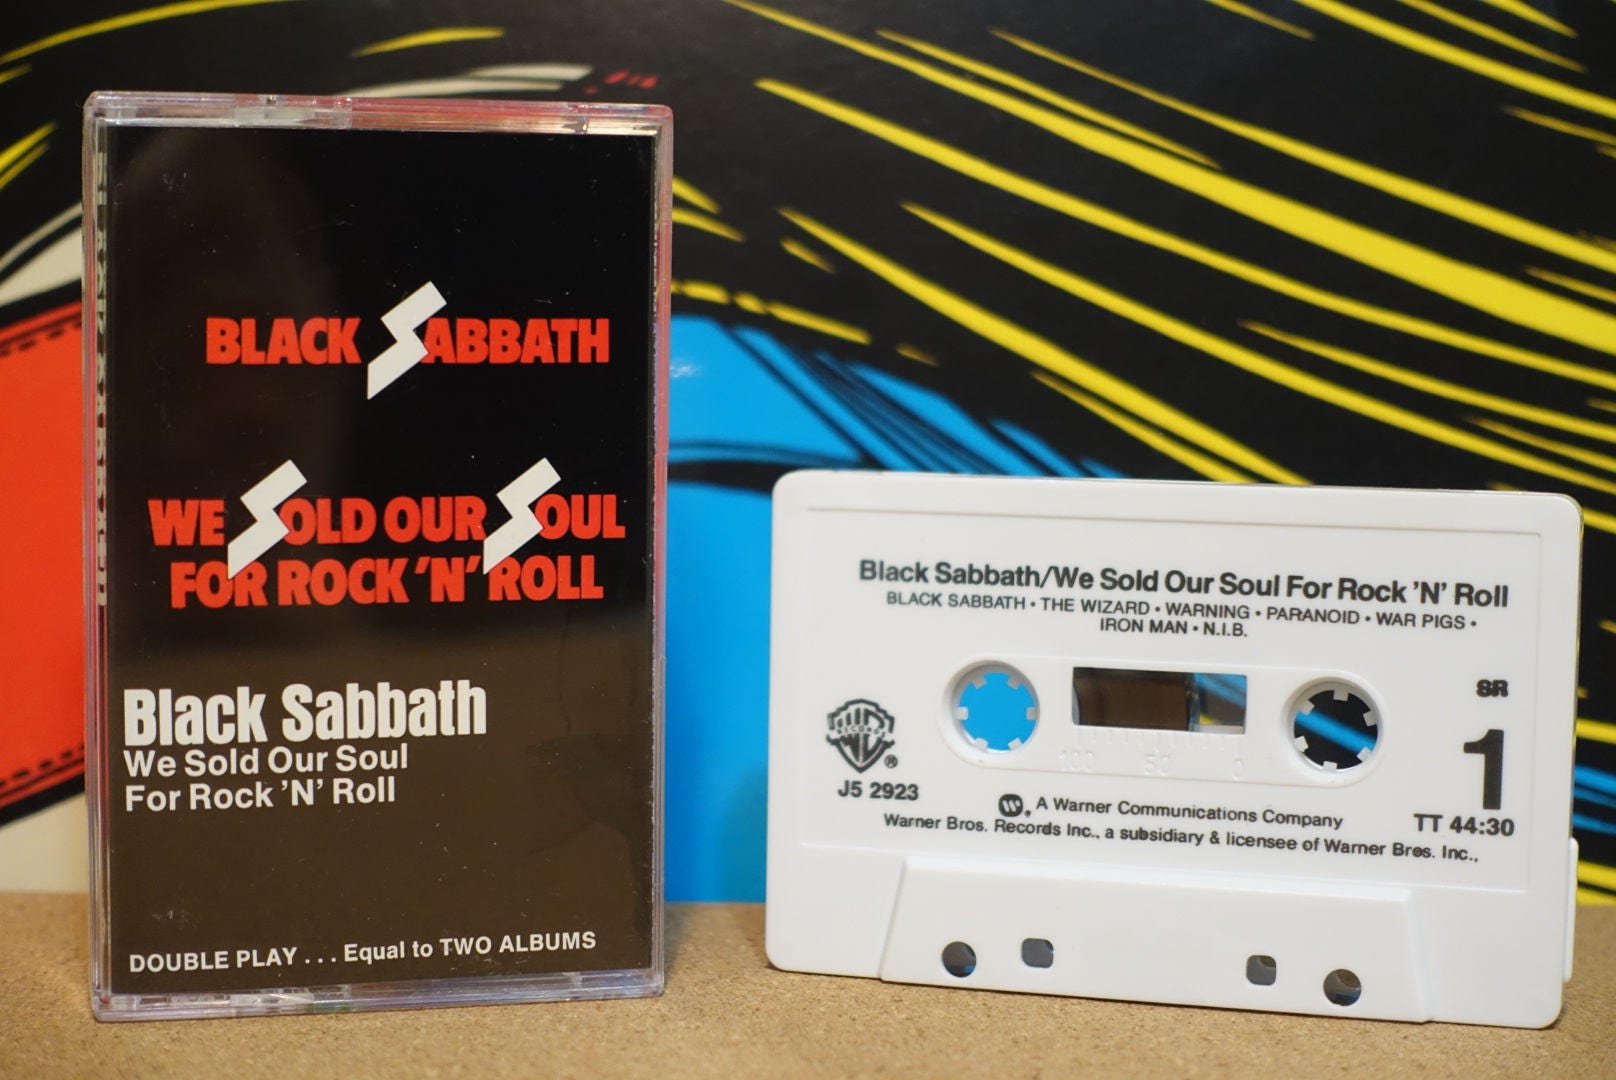 BLACK SABBATH
WE SOLD OUR SOUL
FOR ROCK 'N' ROLL
Black Sabbath
We Sold Our Soul
For Rock 'N' Roll
DOUBLE PLAY . . . Equal to TWO ALBUMS
Black Sabbath/We Sold Our Soul For Rock 'N' Roll
BLACK SABBATH • THE WIZARD • WARNING • PARANOID • WAR PIGS •
IRON MAN • N.I.B.
SR
1
TT 44:30
RECORDS
WB ®
J5 2923
100 50 0
W, A Warner Communications Company
Warner Bros. Records Inc., a subsidiary & licensee of Warner Bros. Inc.,